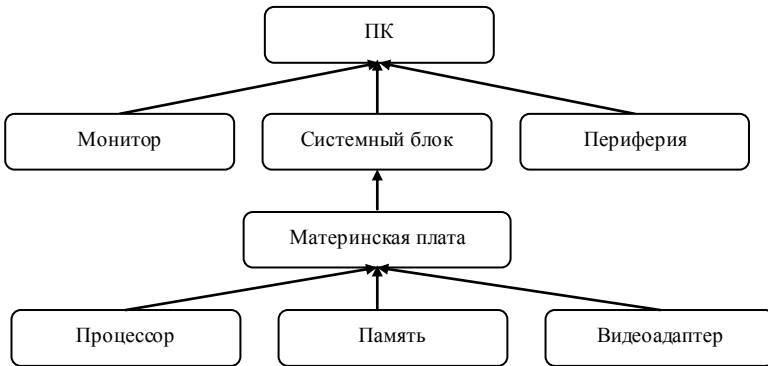 ПК
Монитор
Системный блок
Периферия
Материнская плата
Процессор
Память
Видеоадаптер